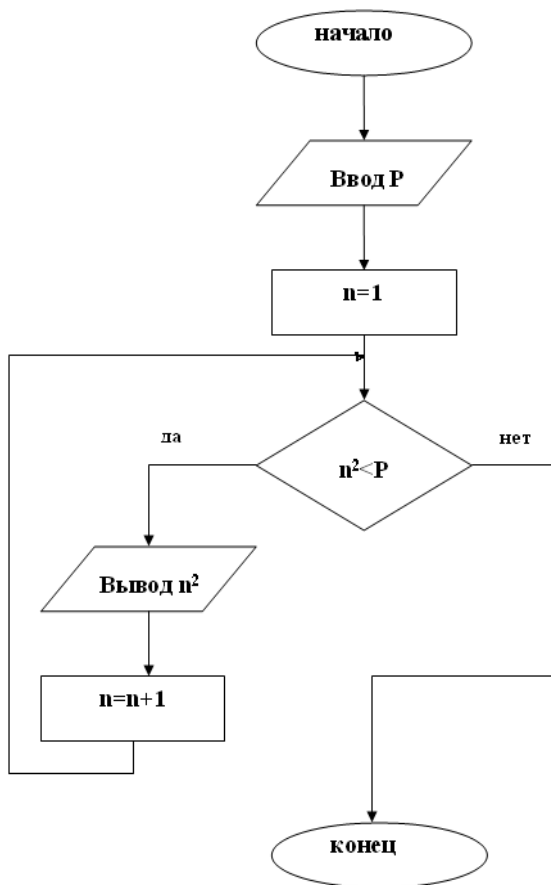 начало
Ввод P
n=1
да
нет
n²<P
Вывод n²
n=n+1
конец